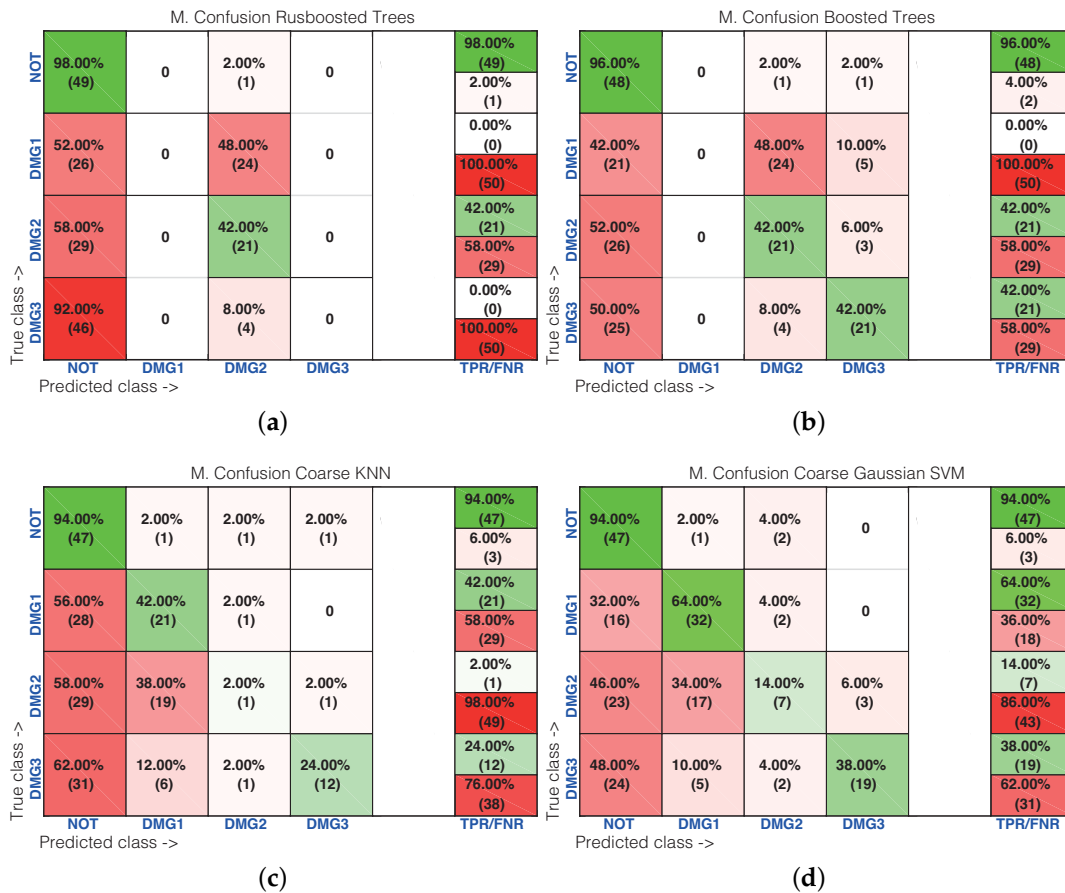 M. Confusion Rusboosted Trees
NOT
98.00% 0 2.00% 0 98.00%
(49) (1) (49)
2.00%
(1)
DMG1
52.00% 0 48.00% 0 0.00%
(26) (24) (0)
100.00%
(50)
DMG2
58.00% 0 42.00% 0 42.00%
(29) (21) (21)
58.00%
(29)
DMG3
92.00% 0 8.00% 0 0.00%
(46) (4) (0)
100.00%
(50)
True class ->
NOT DMG1 DMG2 DMG3 TPR/FNR
Predicted class ->
(a)
M. Confusion Boosted Trees
NOT
96.00% 0 2.00% 2.00% 96.00%
(48) (1) (1) (48)
4.00%
(2)
DMG1
42.00% 0 48.00% 10.00% 0.00%
(21) (24) (5) (0)
100.00%
(50)
DMG2
52.00% 0 42.00% 6.00% 42.00%
(26) (21) (3) (21)
58.00%
(29)
DMG3
50.00% 0 8.00% 42.00% 42.00%
(25) (4) (21) (21)
58.00%
(29)
True class ->
NOT DMG1 DMG2 DMG3 TPR/FNR
Predicted class ->
(b)
M. Confusion Coarse KNN
NOT
94.00% 2.00% 2.00% 2.00% 94.00%
(47) (1) (1) (1) (47)
6.00%
(3)
DMG1
56.00% 42.00% 2.00% 0 42.00%
(28) (21) (1) (21)
58.00%
(29)
DMG2
58.00% 38.00% 2.00% 2.00% 2.00%
(29) (19) (1) (1) (1)
98.00%
(49)
DMG3
62.00% 12.00% 2.00% 24.00% 24.00%
(31) (6) (1) (12) (12)
76.00%
(38)
True class ->
NOT DMG1 DMG2 DMG3 TPR/FNR
Predicted class ->
(c)
M. Confusion Coarse Gaussian SVM
NOT
94.00% 2.00% 4.00% 0 94.00%
(47) (1) (2) (47)
6.00%
(3)
DMG1
32.00% 64.00% 4.00% 0 64.00%
(16) (32) (2) (32)
36.00%
(18)
DMG2
46.00% 34.00% 14.00% 6.00% 14.00%
(23) (17) (7) (3) (7)
86.00%
(43)
DMG3
48.00% 10.00% 4.00% 38.00% 38.00%
(24) (5) (2) (19) (19)
62.00%
(31)
True class ->
NOT DMG1 DMG2 DMG3 TPR/FNR
Predicted class ->
(d)